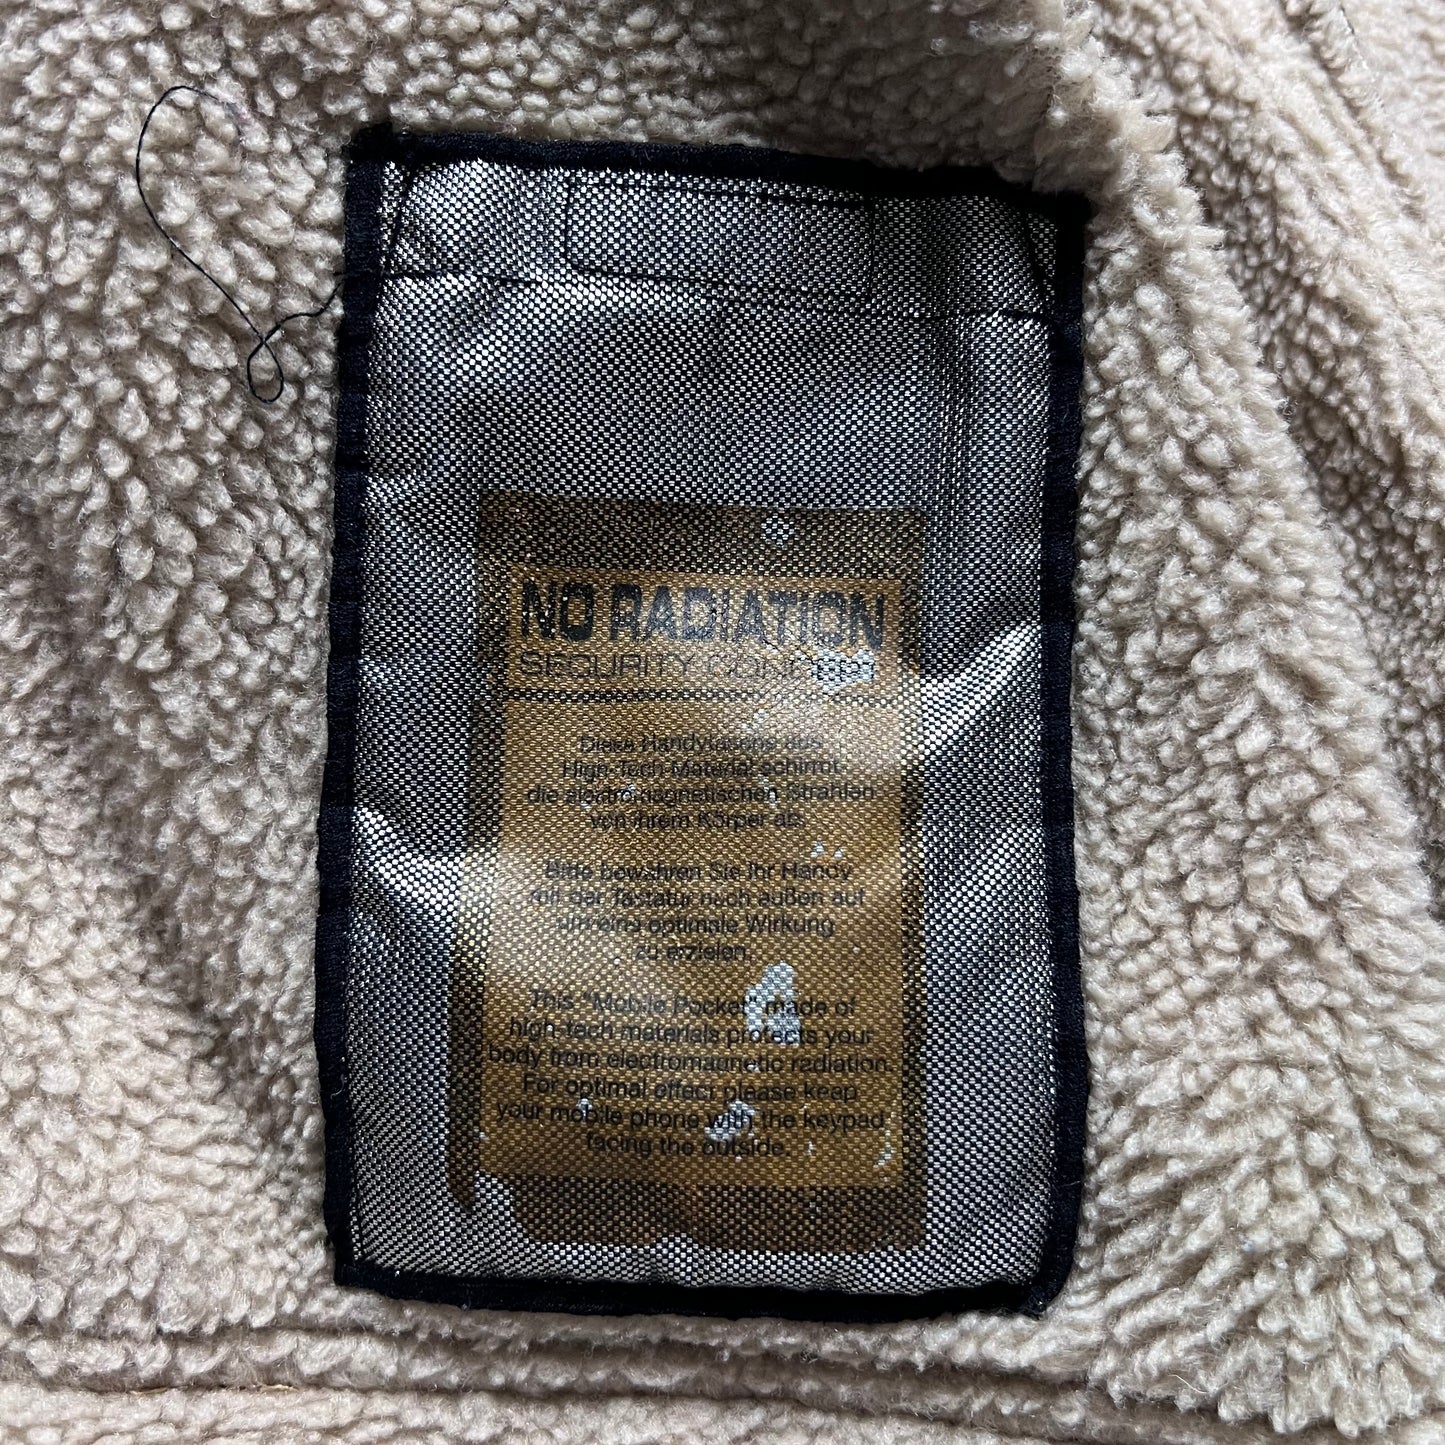 NO RADIATION
SECURITY
Diese Handytasche aus
High-Tech-Material schirmt
die elektromagnetischen Strahlen
von ihrem Körper ab.
Bitte bewahren Sie Ihr Handy
mit der Tastatur nach außen auf
um eine optimale Wirkung
zu erzielen.
This "Mobile Pocket" made of
high-tech materials protects your
body from electromagnetic radiation.
For optimal effect please keep
your mobile phone with the keypad
facing the outside.